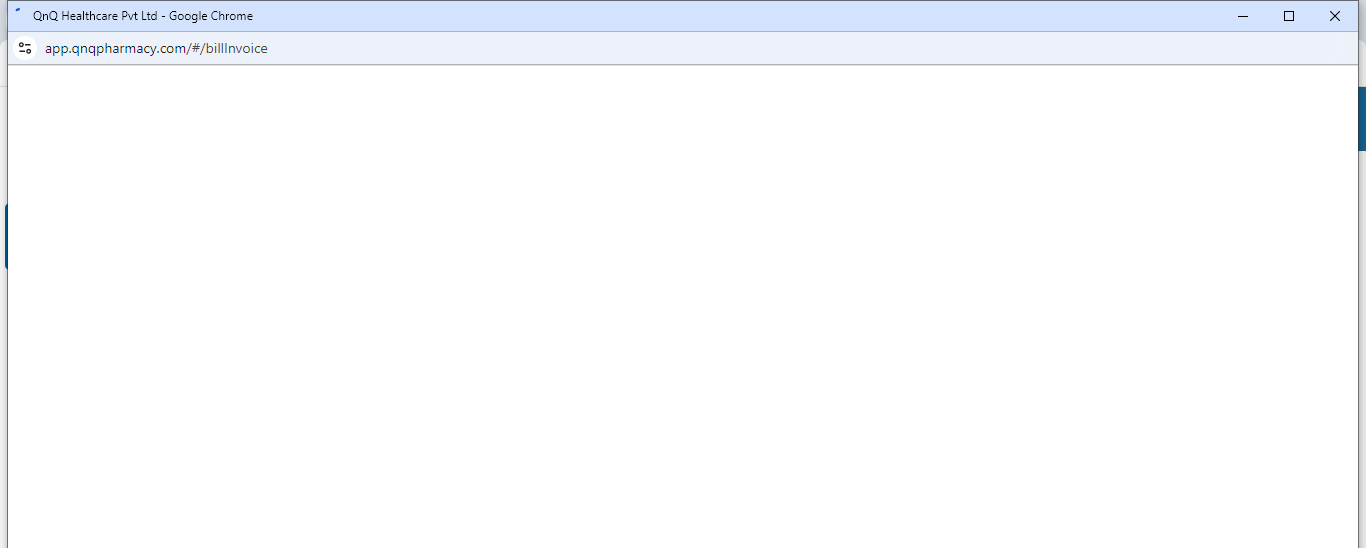 QnQ Healthcare Pvt Ltd - Google Chrome
app.qnqpharmacy.com/#/billInvoice